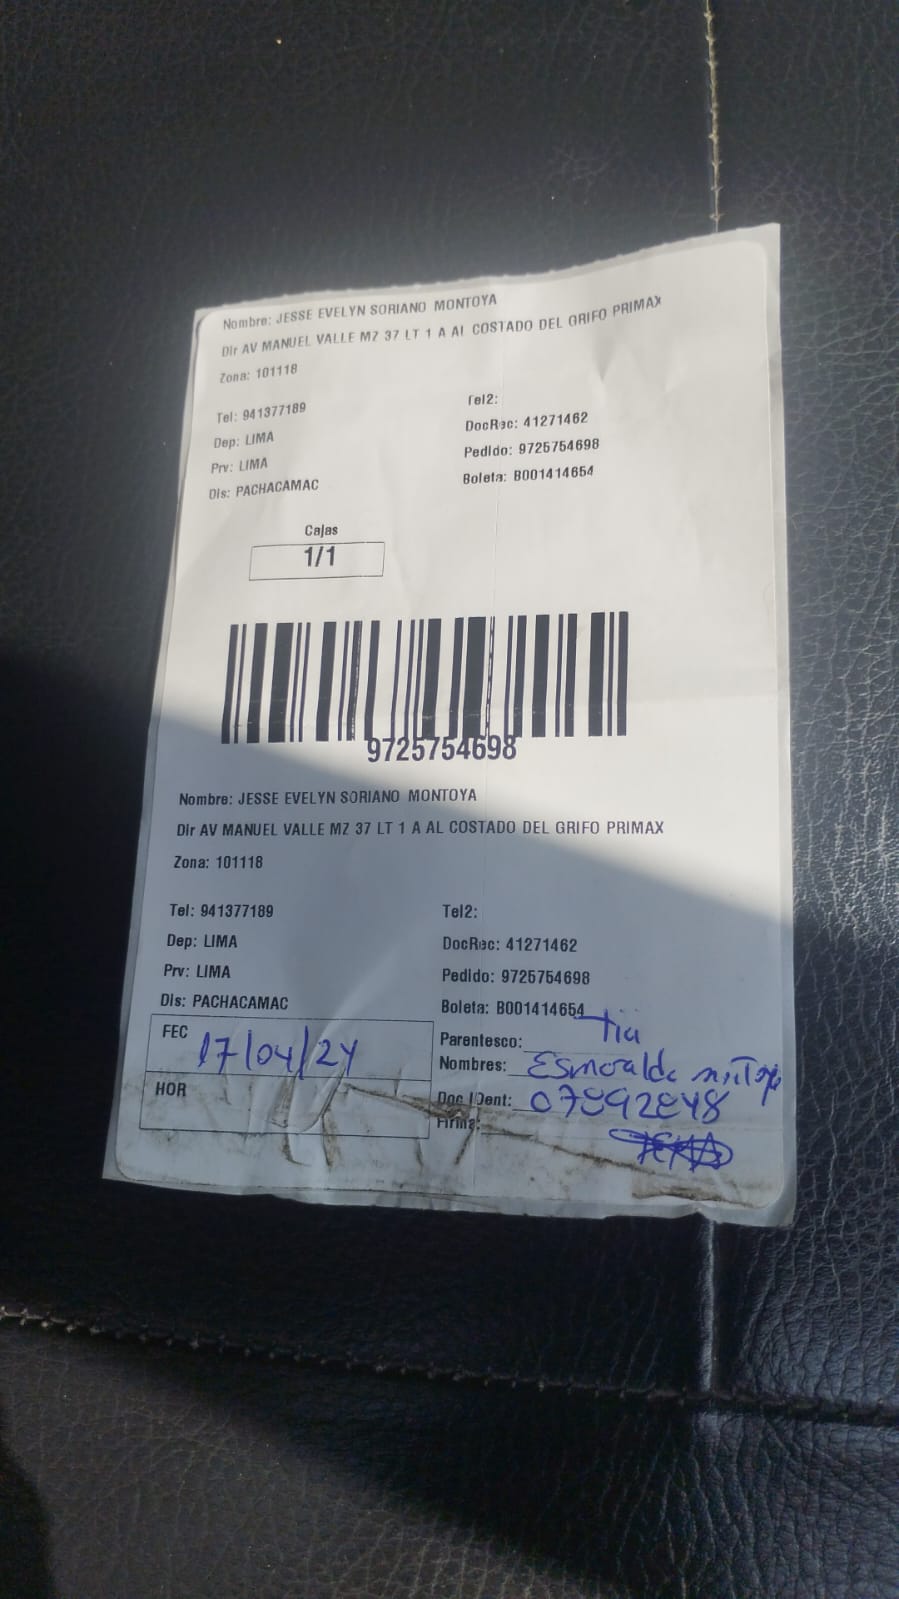 Nombre: JESSE EVELYN SORIANO MONTOYA
Dir AV MANUEL VALLE MZ 37 LT 1 A AL COSTADO DEL GRIFO PRIMAX
Zona: 101118
Tel: 941377189 Tel2:
Dep: LIMA DocRec: 41271462
Prv: LIMA Pedido: 9725754698
Dis: PACHACAMAC Boleta: B001414654
Cajas
1/1
9725754698
Nombre: JESSE EVELYN SORIANO MONTOYA
Dir AV MANUEL VALLE MZ 37 LT 1 A AL COSTADO DEL GRIFO PRIMAX
Zona: 101118
Tel: 941377189 Tel2:
Dep: LIMA DocRec: 41271462
Prv: LIMA Pedido: 9725754698
Dis: PACHACAMAC Boleta: B001414654
FEC 17/04/24 Parentesco: tia
Nombres: Esmeralda
HOR Doc Ident:
Firma: